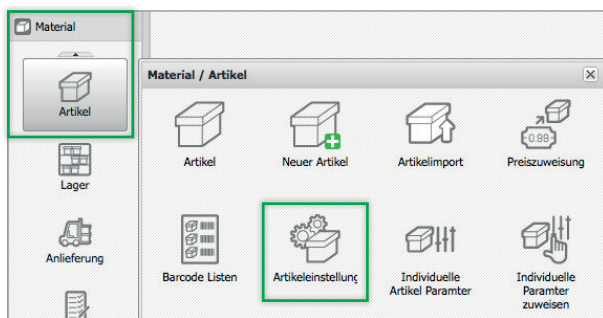 Material
Artikel
Lager
Anlieferung
Material / Artikel
Artikel
Neuer Artikel
Artikelimport
0.99
Preiszuweisung
Barcode Listen
Artikeleinstellung
Individuelle
Artikel Paramter
Individuelle
Paramter
zuweisen